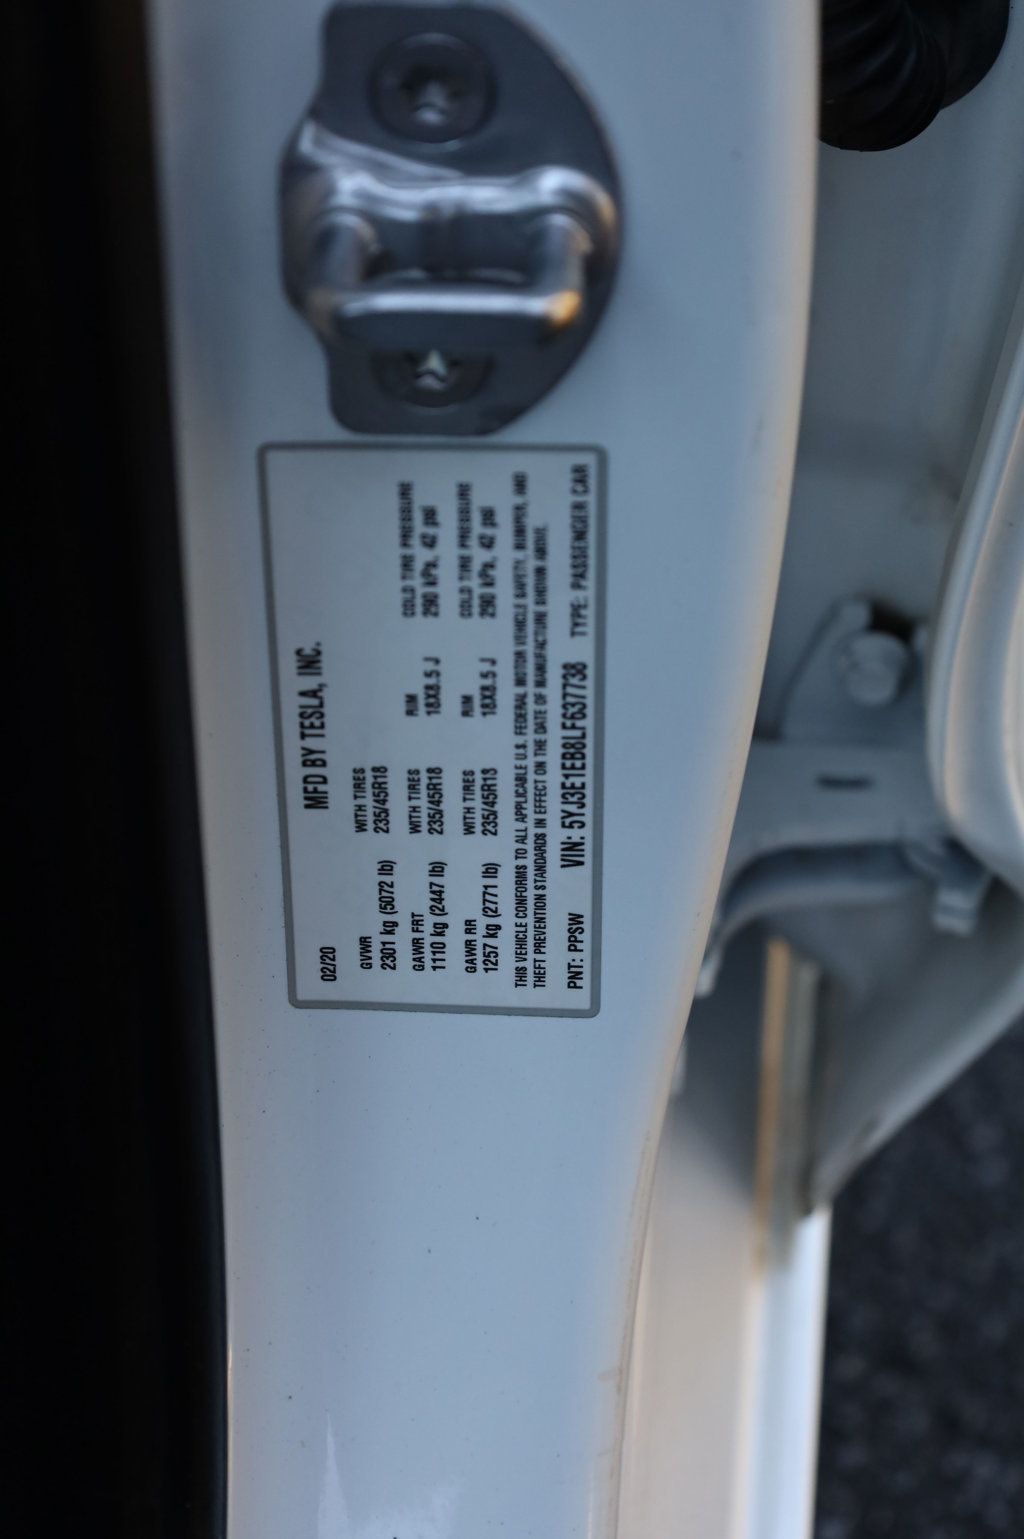 MFD BY TESLA, INC.
02/20
GVWR WITH TIRES
2301 kg (5072 lb) 235/45R18
GAWR FRT WITH TIRES RIM COLD TIRE PRESSURE
1110 kg (2447 lb) 235/45R18 18X8.5 J 290 kPa, 42 psi
GAWR RR WITH TIRES RIM COLD TIRE PRESSURE
1257 kg (2771 lb) 235/45R18 18X8.5 J 290 kPa, 42 psi
THIS VEHICLE CONFORMS TO ALL APPLICABLE U.S. FEDERAL MOTOR VEHICLE SAFETY, BUMPER, AND
THEFT PREVENTION STANDARDS IN EFFECT ON THE DATE OF MANUFACTURE SHOWN ABOVE.
PNT: PPSW VIN: 5YJ3E1EB8LF637738 TYPE: PASSENGER CAR